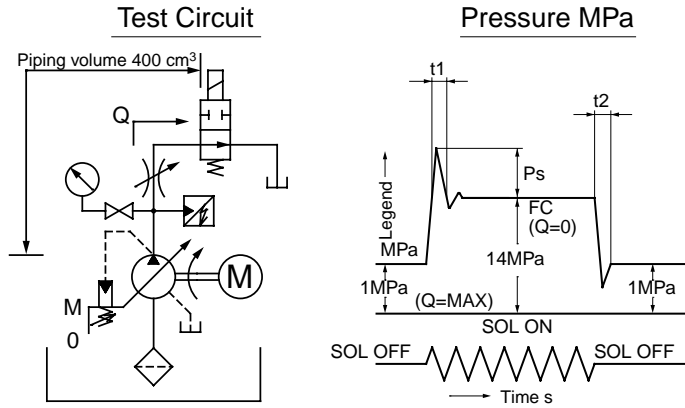 Test Circuit
Piping volume 400 cm³
Q
M
M
0
Pressure MPa
t1
t2
Ps
Legend
FC
(Q=0)
MPa
14MPa
1MPa
1MPa
(Q=MAX)
SOL ON
SOL OFF
SOL OFF
Time s